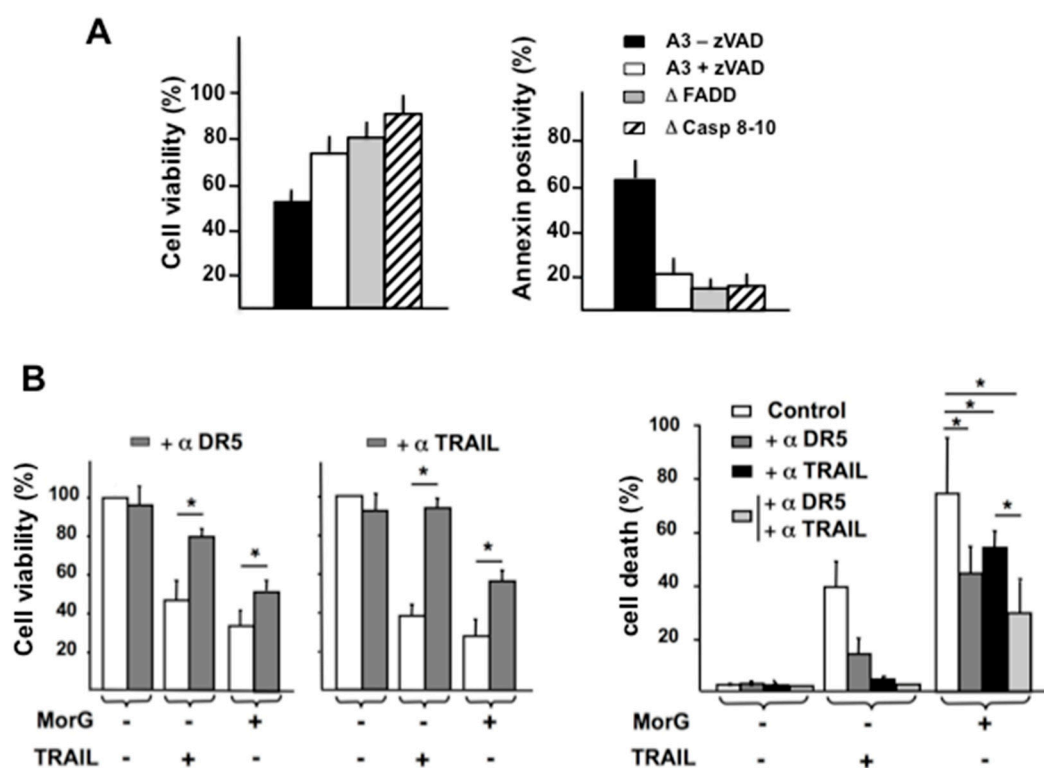 A
Cell viability (%)
100
80
60
40
20
Annexin positivity (%)
80
60
40
20
A3 – zVAD
A3 + zVAD
Δ FADD
Δ Casp 8-10
B
Cell viability (%)
100
80
60
40
20
+ α DR5
*
*
+ α TRAIL
*
*
cell death (%)
100
80
60
40
20
Control
+ α DR5
+ α TRAIL
+ α DR5
+ α TRAIL
*
*
*
*
MorG - - + - - + - - +
TRAIL - + - - + - TRAIL - + -